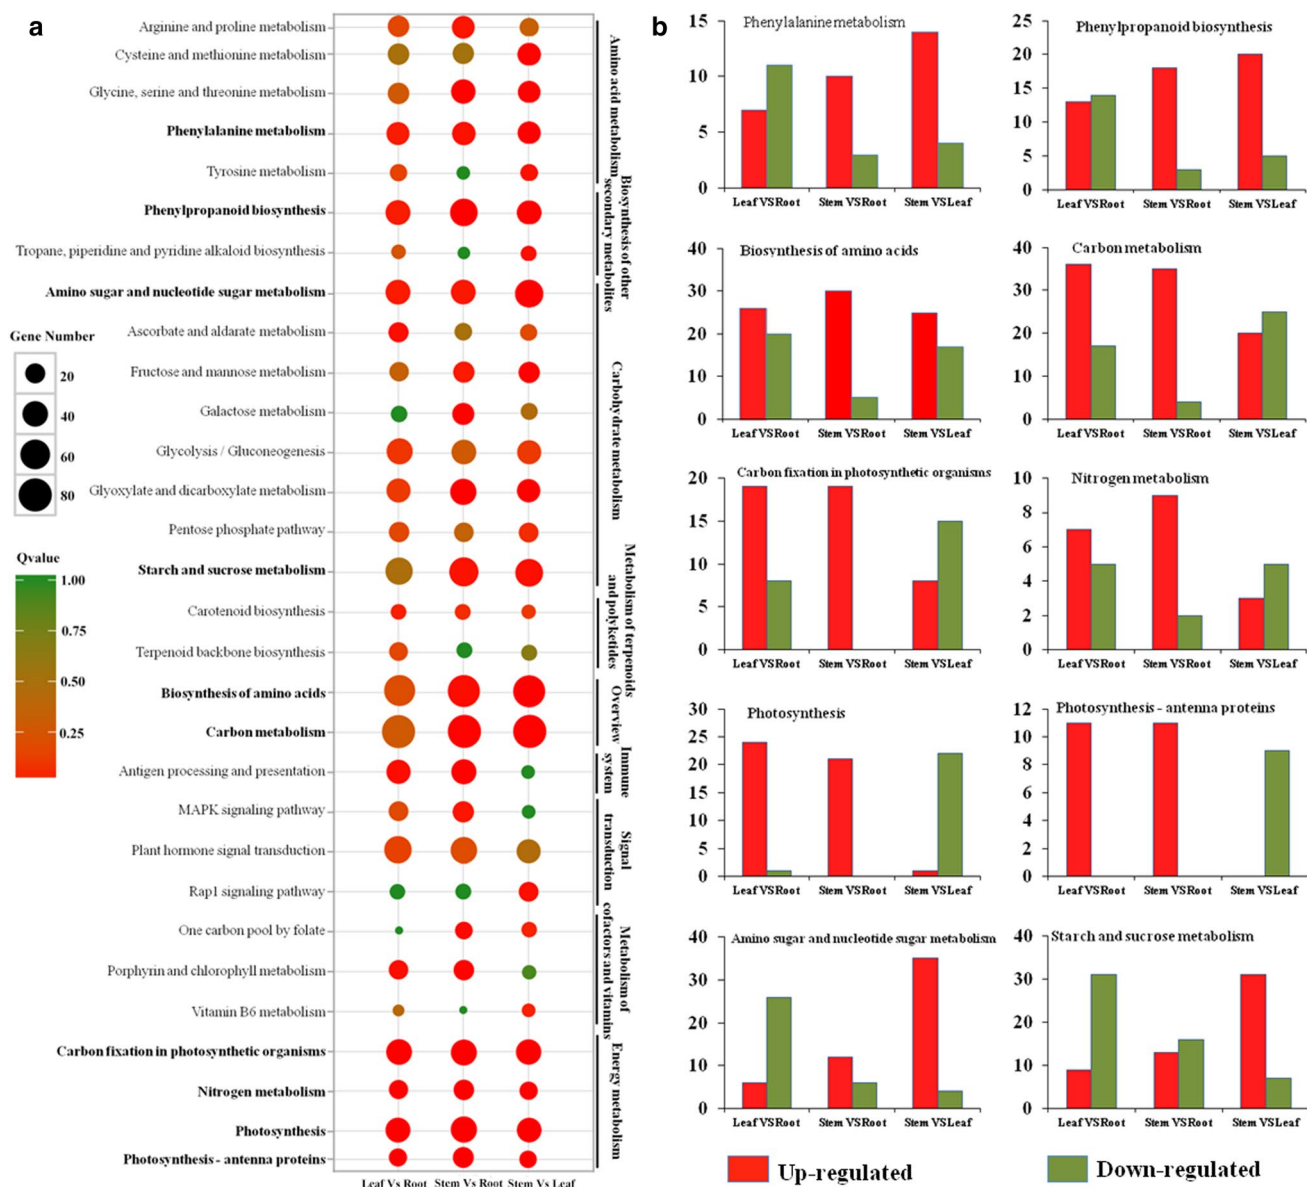 a
Arginine and proline metabolism
Cysteine and methionine metabolism
Glycine, serine and threonine metabolism
Phenylalanine metabolism
Tyrosine metabolism
Phenylpropanoid biosynthesis
Tropane, piperidine and pyridine alkaloid biosynthesis
Amino sugar and nucleotide sugar metabolism
Ascorbate and aldarate metabolism
Fructose and mannose metabolism
Galactose metabolism
Glycolysis / Gluconeogenesis
Glyoxylate and dicarboxylate metabolism
Pentose phosphate pathway
Starch and sucrose metabolism
Carotenoid biosynthesis
Terpenoid backbone biosynthesis
Biosynthesis of amino acids
Carbon metabolism
Antigen processing and presentation
MAPK signaling pathway
Plant hormone signal transduction
Rap1 signaling pathway
One carbon pool by folate
Porphyrin and chlorophyll metabolism
Vitamin B6 metabolism
Carbon fixation in photosynthetic organisms
Nitrogen metabolism
Photosynthesis
Photosynthesis - antenna proteins
Leaf Vs Root Stem Vs Root Stem Vs Leaf
Gene Number
20
40
60
80
Qvalue
1.00
0.75
0.50
0.25
Amino acid metabolism
Biosynthesis of other
secondary metabolites
Carbohydrate metabolism
Metabolism of terpenoids
and polyketides
Overview
Immune
system
Signal
transduction
Metabolism of
cofactors and vitamins
Energy metabolism
b
Phenylalanine metabolism
15
10
5
0
Leaf VS Root Stem VS Root Stem VS Leaf
Phenylpropanoid biosynthesis
25
20
15
10
5
0
Leaf VS Root Stem VS Root Stem VS Leaf
Biosynthesis of amino acids
40
30
20
10
0
Leaf VS Root Stem VS Root Stem VS Leaf
Carbon metabolism
40
30
20
10
0
Leaf VS Root Stem VS Root Stem VS Leaf
Carbon fixation in photosynthetic organisms
20
15
10
5
0
Leaf VS Root Stem VS Root Stem VS Leaf
Nitrogen metabolism
10
8
6
4
2
0
Leaf VS Root Stem VS Root Stem VS Leaf
Photosynthesis
30
25
20
15
10
5
0
Leaf VS Root Stem VS Root Stem VS Leaf
Photosynthesis - antenna proteins
12
10
8
6
4
2
0
Leaf VS Root Stem VS Root Stem VS Leaf
Amino sugar and nucleotide sugar metabolism
40
30
20
10
0
Leaf VS Root Stem VS Root Stem VS Leaf
Starch and sucrose metabolism
40
30
20
10
0
Leaf VS Root Stem VS Root Stem VS Leaf
Up-regulated
Down-regulated